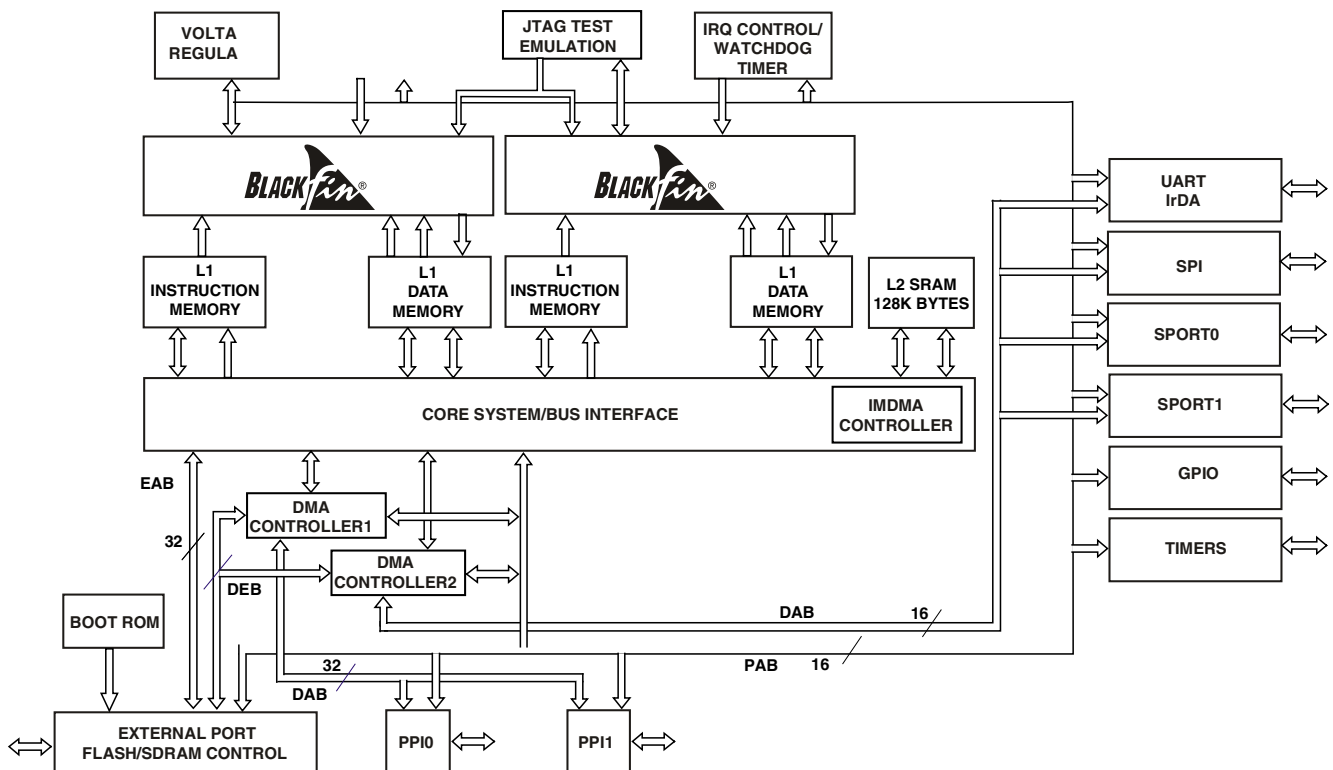 VOLTA
REGULA
JTAG TEST
EMULATION
IRQ CONTROL/
WATCHDOG
TIMER
BLACKfin®
BLACKfin®
UART
IrDA
SPI
SPORT0
SPORT1
GPIO
TIMERS
L1
INSTRUCTION
MEMORY
L1
DATA
MEMORY
L1
INSTRUCTION
MEMORY
L1
DATA
MEMORY
L2 SRAM
128K BYTES
CORE SYSTEM/BUS INTERFACE
IMDMA
CONTROLLER
EAB
32
DMA
CONTROLLER1
DMA
CONTROLLER2
DEB
BOOT ROM
DAB
16
PAB
16
32
DAB
EXTERNAL PORT
FLASH/SDRAM CONTROL
PPI0
PPI1